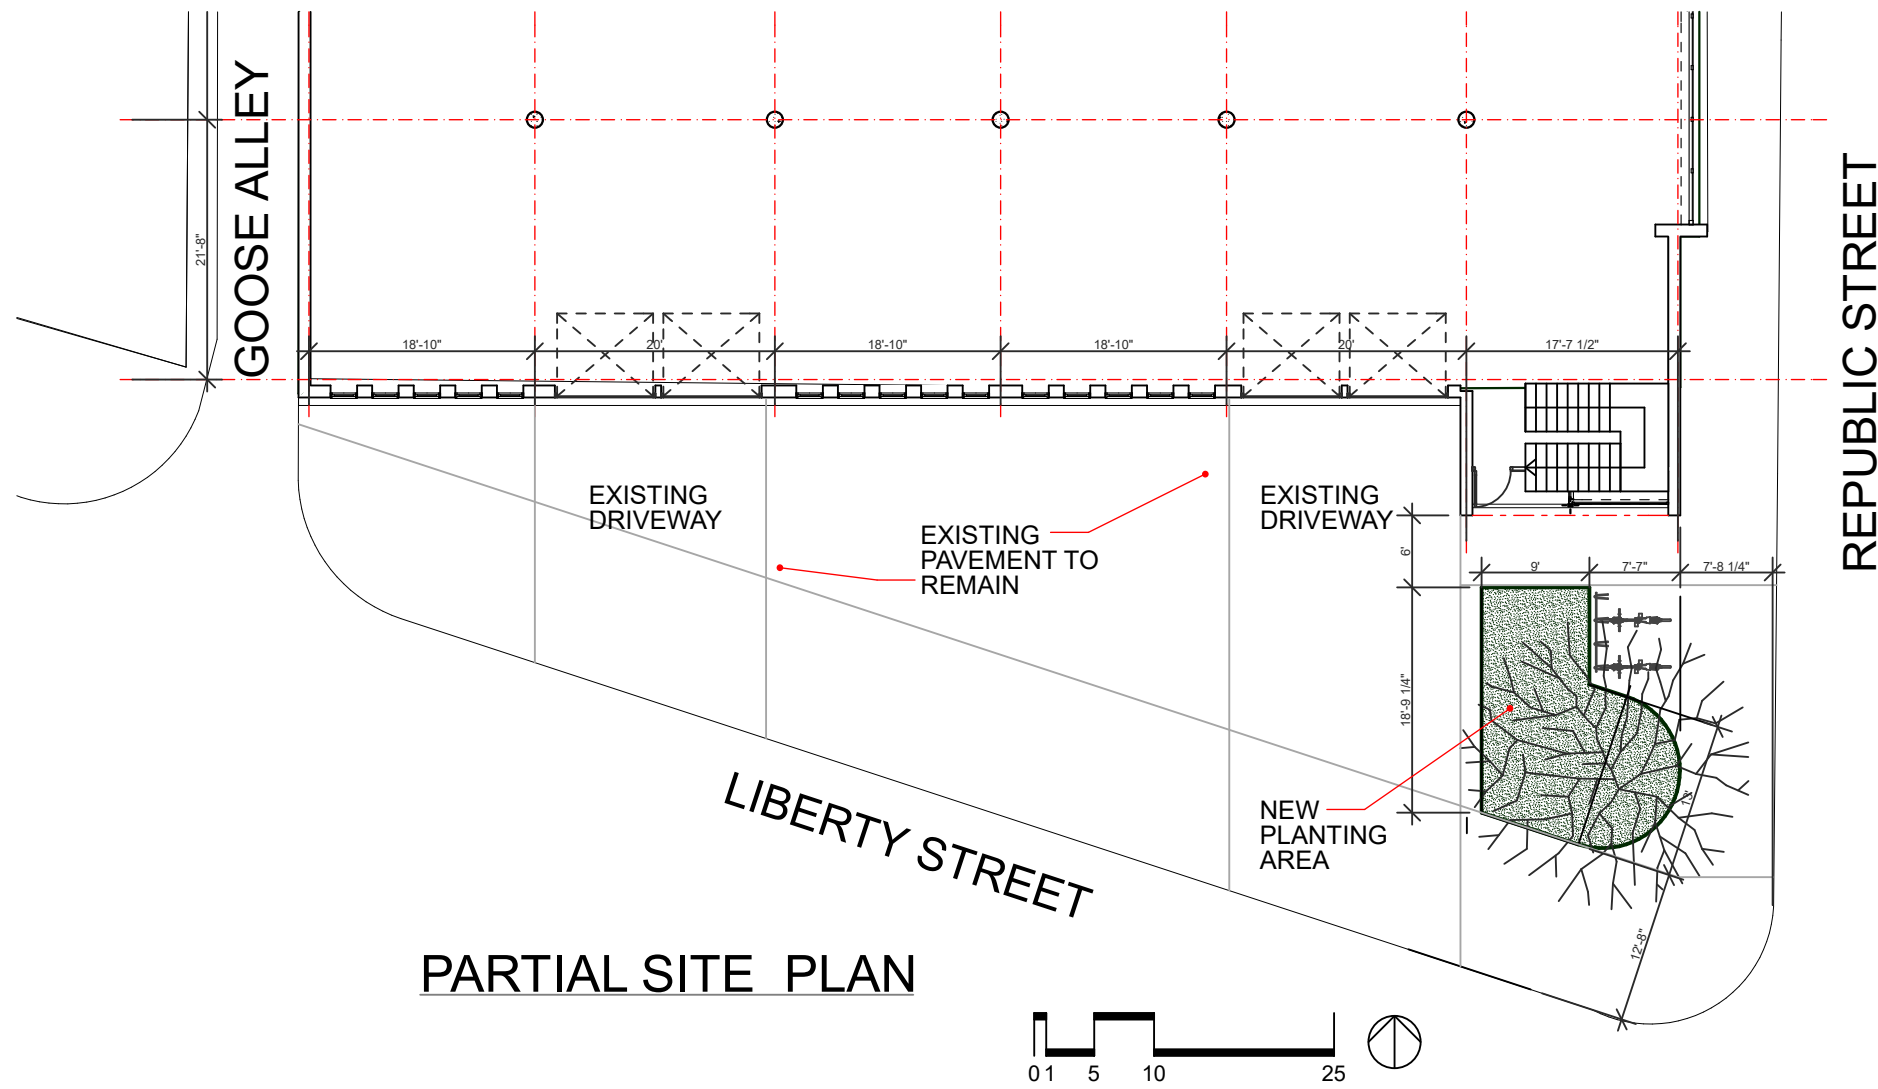 GOOSE ALLEY
21'-8"
18'-10"
20'
18'-10"
18'-10"
20'
17'-7 1/2"
REPUBLIC STREET
EXISTING
DRIVEWAY
EXISTING
PAVEMENT TO
REMAIN
EXISTING
DRIVEWAY
6'
9'
7'-7"
7'-8 1/4"
18'-9 1/4"
13'
12'-8"
NEW
PLANTING
AREA
LIBERTY STREET
PARTIAL SITE PLAN
0 1 5 10 25